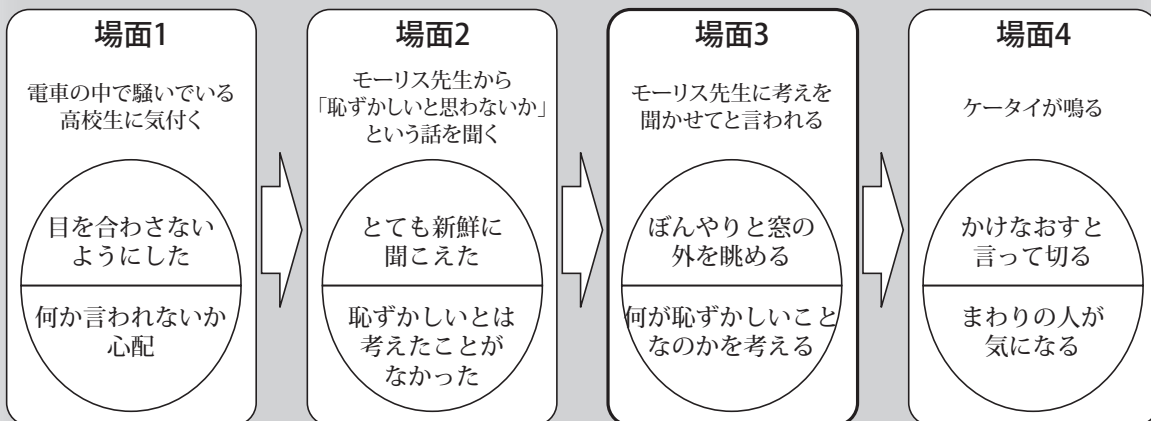 場面1
電車の中で騒いでいる
高校生に気付く
目を合わさない
ようにした
何か言われないか
心配
場面2
モーリス先生から
「恥ずかしいと思わないか」
という話を聞く
とても新鮮に
聞こえた
恥ずかしいとは
考えたことが
なかった
場面3
モーリス先生に考えを
聞かせてと言われる
ぼんやりと窓の
外を眺める
何が恥ずかしいこと
なのかを考える
場面4
ケータイが鳴る
かけなおすと
言って切る
まわりの人が
気になる